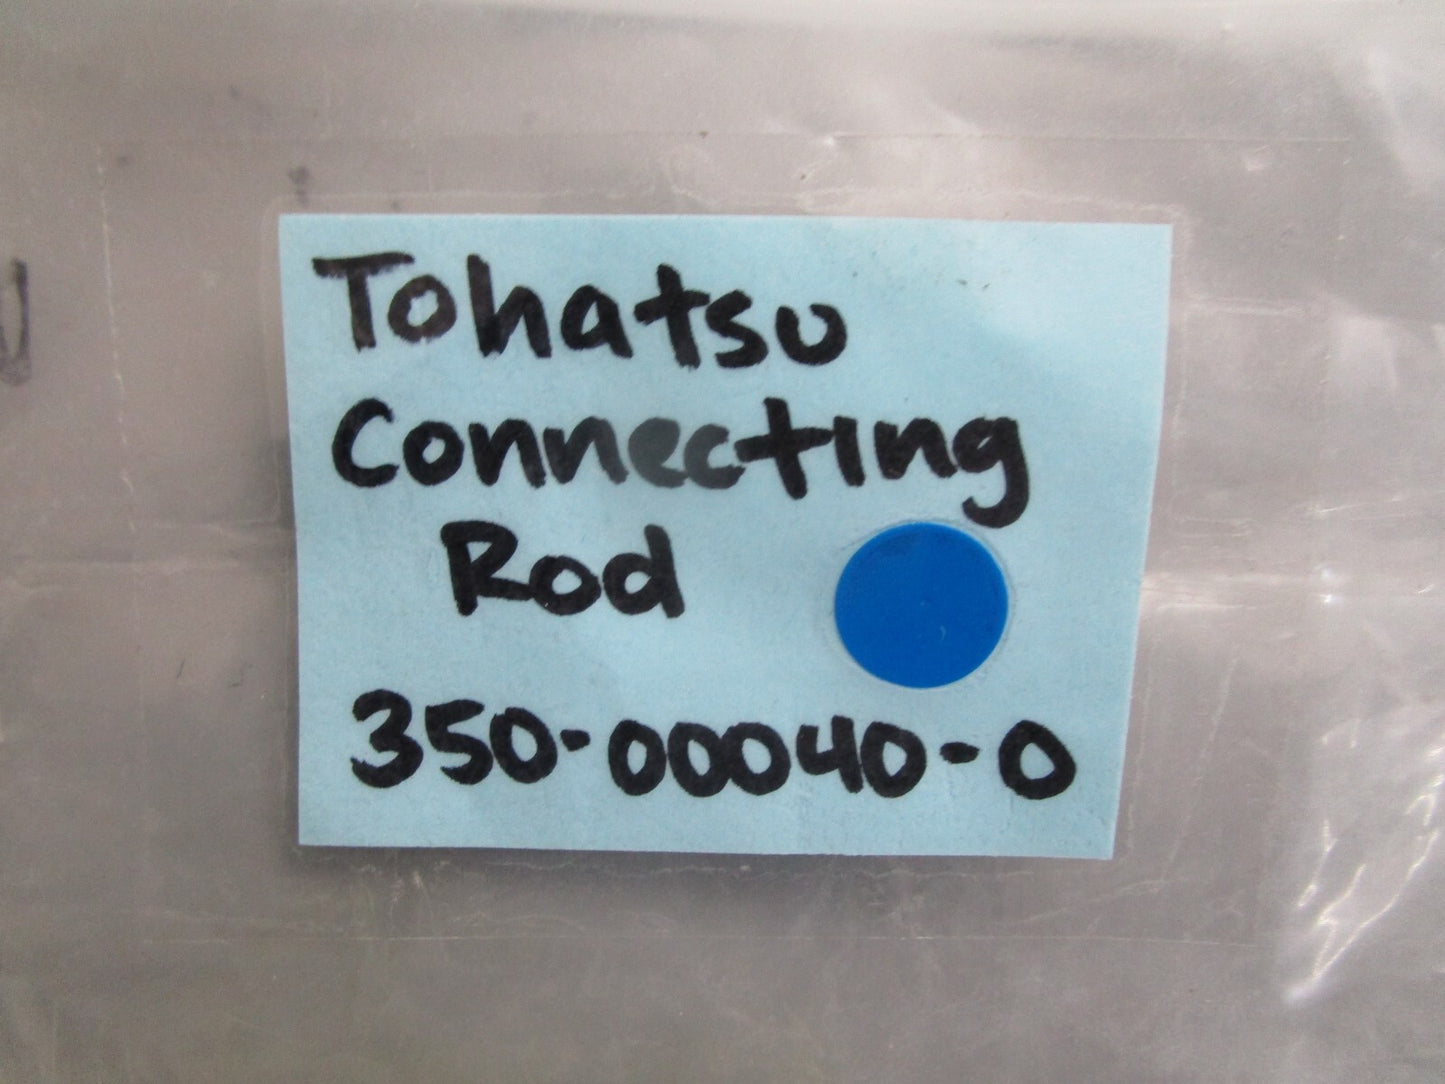 Tohatsu
Connecting
Rod
350-00040-0